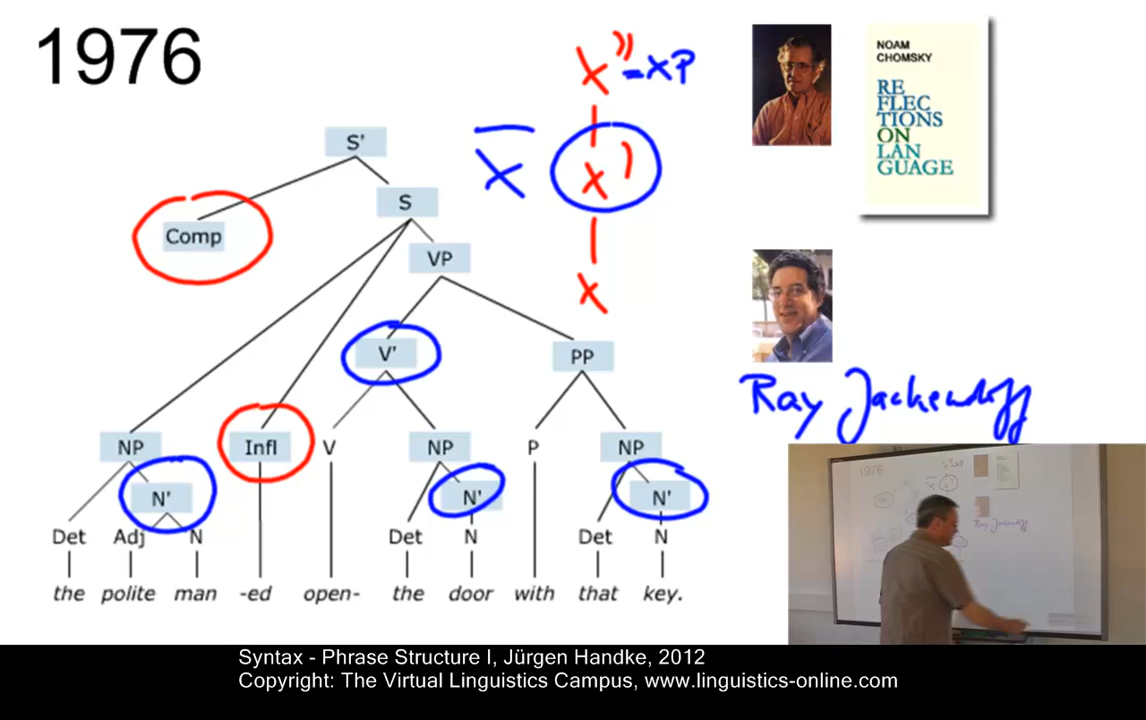 1976
X'' = XP
NOAM
CHOMSKY
RE
FLEC
TIONS
ON
LAN
GUAGE
S'
X̅ X'
S
Comp
VP
X
V' PP
Ray Jackendoff
NP Infl V NP P NP
N' N' N'
Det Adj N Det N Det N
the polite man -ed open- the door with that key.
1976
Syntax - Phrase Structure I, Jürgen Handke, 2012
Copyright: The Virtual Linguistics Campus, www.linguistics-online.com